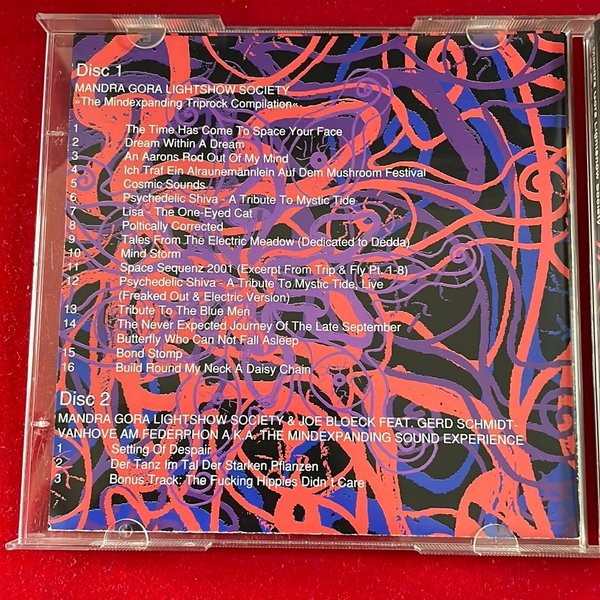 Disc 1
MANDRA GORA LIGHTSHOW SOCIETY
»The Mindexpanding Triprock Compilation«
1 The Time Has Come To Space Your Face
2 Dream Within A Dream
3 An Aarons Rod Out Of My Mind
4 Ich Traf Ein Alraunemännlein Auf Dem Mushroom Festival
5 Cosmic Sounds
6 Psychedelic Shiva - A Tribute To Mystic Tide
7 Lisa - The One-Eyed Cat
8 Poltically Corrected
9 Tales From The Electric Meadow (Dedicated to Dedda)
10 Mind Storm
11 Space Sequenz 2001 (Excerpt From Trip & Fly Pt. 1-8)
12 Psychedelic Shiva - A Tribute To Mystic Tide, Live
(Freaked Out & Electric Version)
13 Tribute To The Blue Men
14 The Never Expected Journey Of The Late September
Butterfly Who Can Not Fall Asleep
15 Bond Stomp
16 Build Round My Neck A Daisy Chain
Disc 2
MANDRA GORA LIGHTSHOW SOCIETY & JOE BLOECK FEAT. GERD SCHMIDT-
VANHOVE AM FEDERPHON A.K.A. THE MINDEXPANDING SOUND EXPERIENCE
1 Setting Of Despair
2 Der Tanz Im Tal Der Starken Pflanzen
3 Bonus Track: The Fucking Hippies Didn`t Care
Mandra Gora Lightshow Society